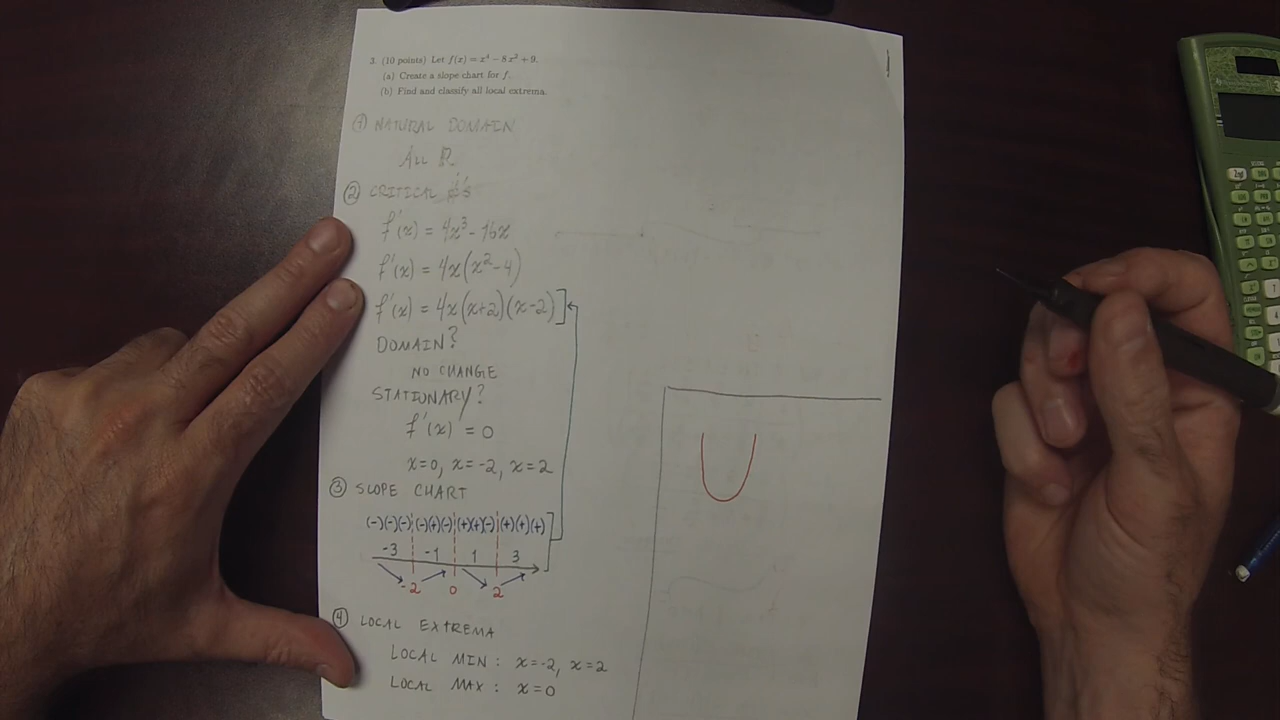 3. (10 points) Let f(x) = x⁴ − 8x² + 9.
(a) Create a slope chart for f.
(b) Find and classify all local extrema.
① NATURAL DOMAIN
ALL ℝ
② CRITICAL #'s
f'(x) = 4x³ - 16x
f'(x) = 4x(x²-4)
f'(x) = 4x(x+2)(x-2)]
DOMAIN?
NO CHANGE
STATIONARY?
f'(x) = 0
x=0, x=-2, x=2
③ SLOPE CHART
(-)(-)(-) (-)(+)(-) (+)(+)(-) (+)(+)(+)
-3 -1 1 3
-2 0 2
④ LOCAL EXTREMA
LOCAL MIN: x=-2, x=2
LOCAL MAX: x=0